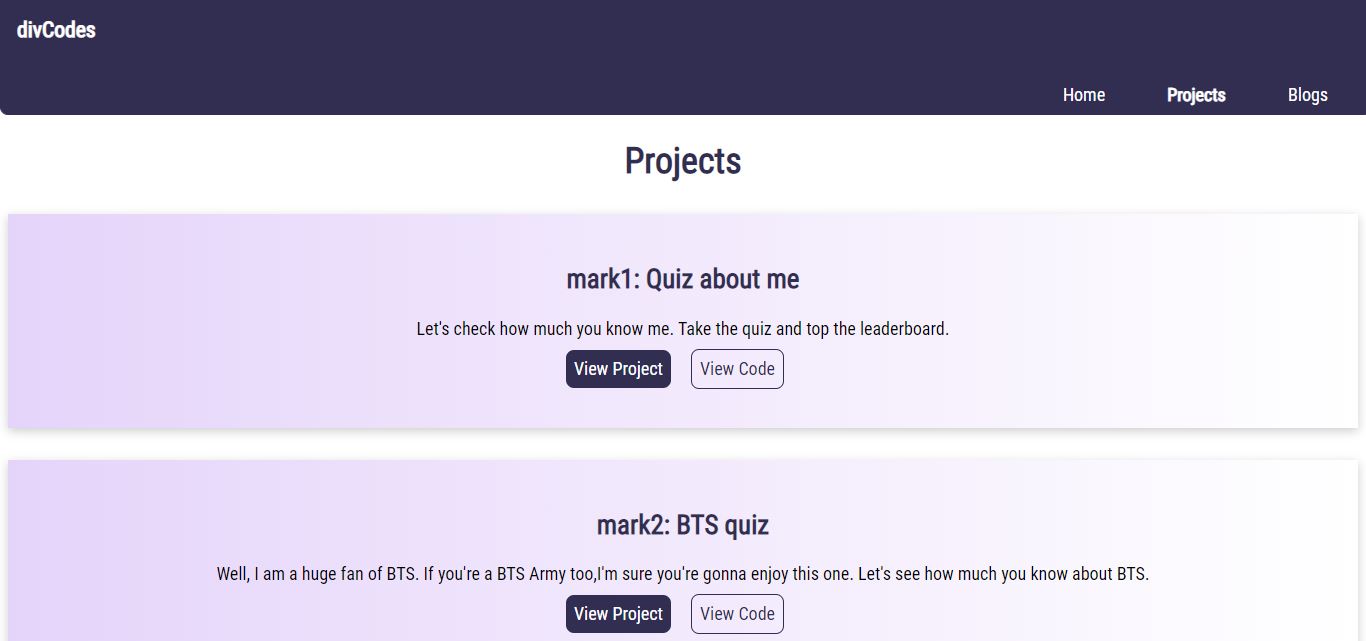 divCodes
Home Projects Blogs
Projects
mark1: Quiz about me
Let's check how much you know me. Take the quiz and top the leaderboard.
View Project View Code
mark2: BTS quiz
Well, I am a huge fan of BTS. If you're a BTS Army too,I'm sure you're gonna enjoy this one. Let's see how much you know about BTS.
View Project View Code